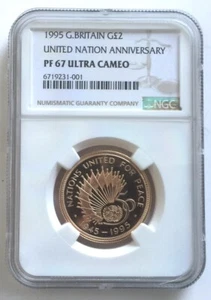 1995 G.BRITAIN G$2
UNITED NATION ANNIVERSARY
PF 67 ULTRA CAMEO
6719231-001
NUMISMATIC GUARANTY COMPANY
NGC
NATIONS UNITED FOR PEACE
1945-1995